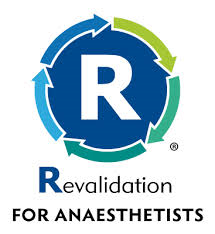 R
®
Revalidation
FOR ANAESTHETISTS